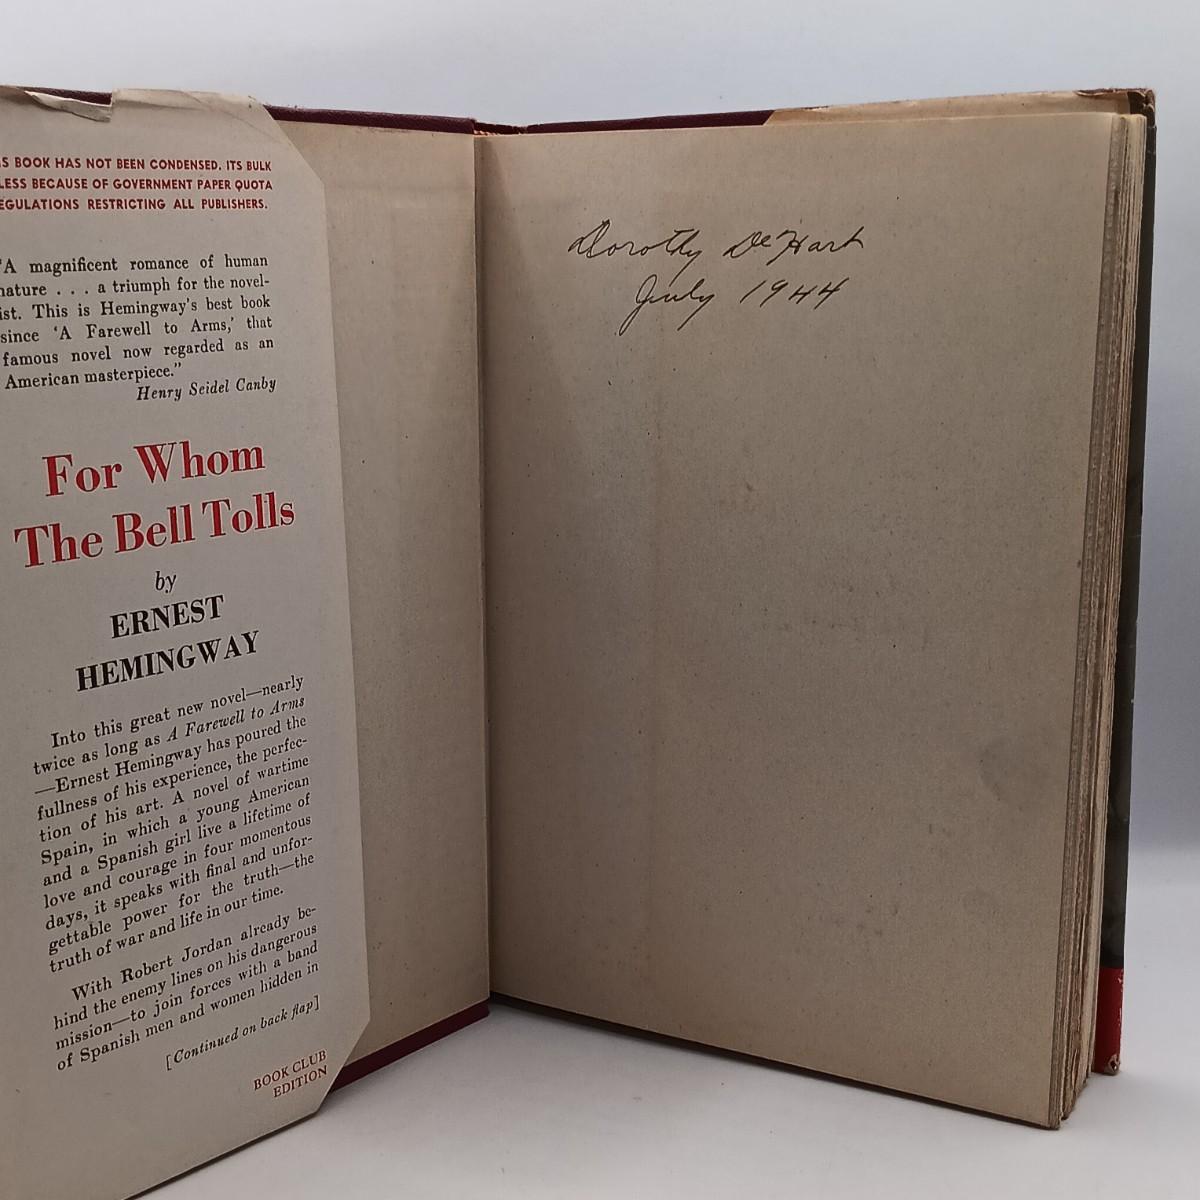 S BOOK HAS NOT BEEN CONDENSED. ITS BULK
LESS BECAUSE OF GOVERNMENT PAPER QUOTA
EGULATIONS RESTRICTING ALL PUBLISHERS.
"A magnificent romance of human
nature . . . a triumph for the novel-
ist. This is Hemingway's best book
since 'A Farewell to Arms,' that
famous novel now regarded as an
American masterpiece."
Henry Seidel Canby
For Whom
The Bell Tolls
by
ERNEST
HEMINGWAY
Into this great new novel—nearly
twice as long as A Farewell to Arms
—Ernest Hemingway has poured the
fullness of his experience, the perfec-
tion of his art. A novel of wartime
Spain, in which a young American
and a Spanish girl live a lifetime of
love and courage in four momentous
days, it speaks with final and unfor-
gettable power for the truth—the
truth of war and life in our time.
With Robert Jordan already be-
hind the enemy lines on his dangerous
mission—to join forces with a band
of Spanish men and women hidden in
[Continued on back flap]
BOOK CLUB
EDITION
Dorothy DeHart
July 1944